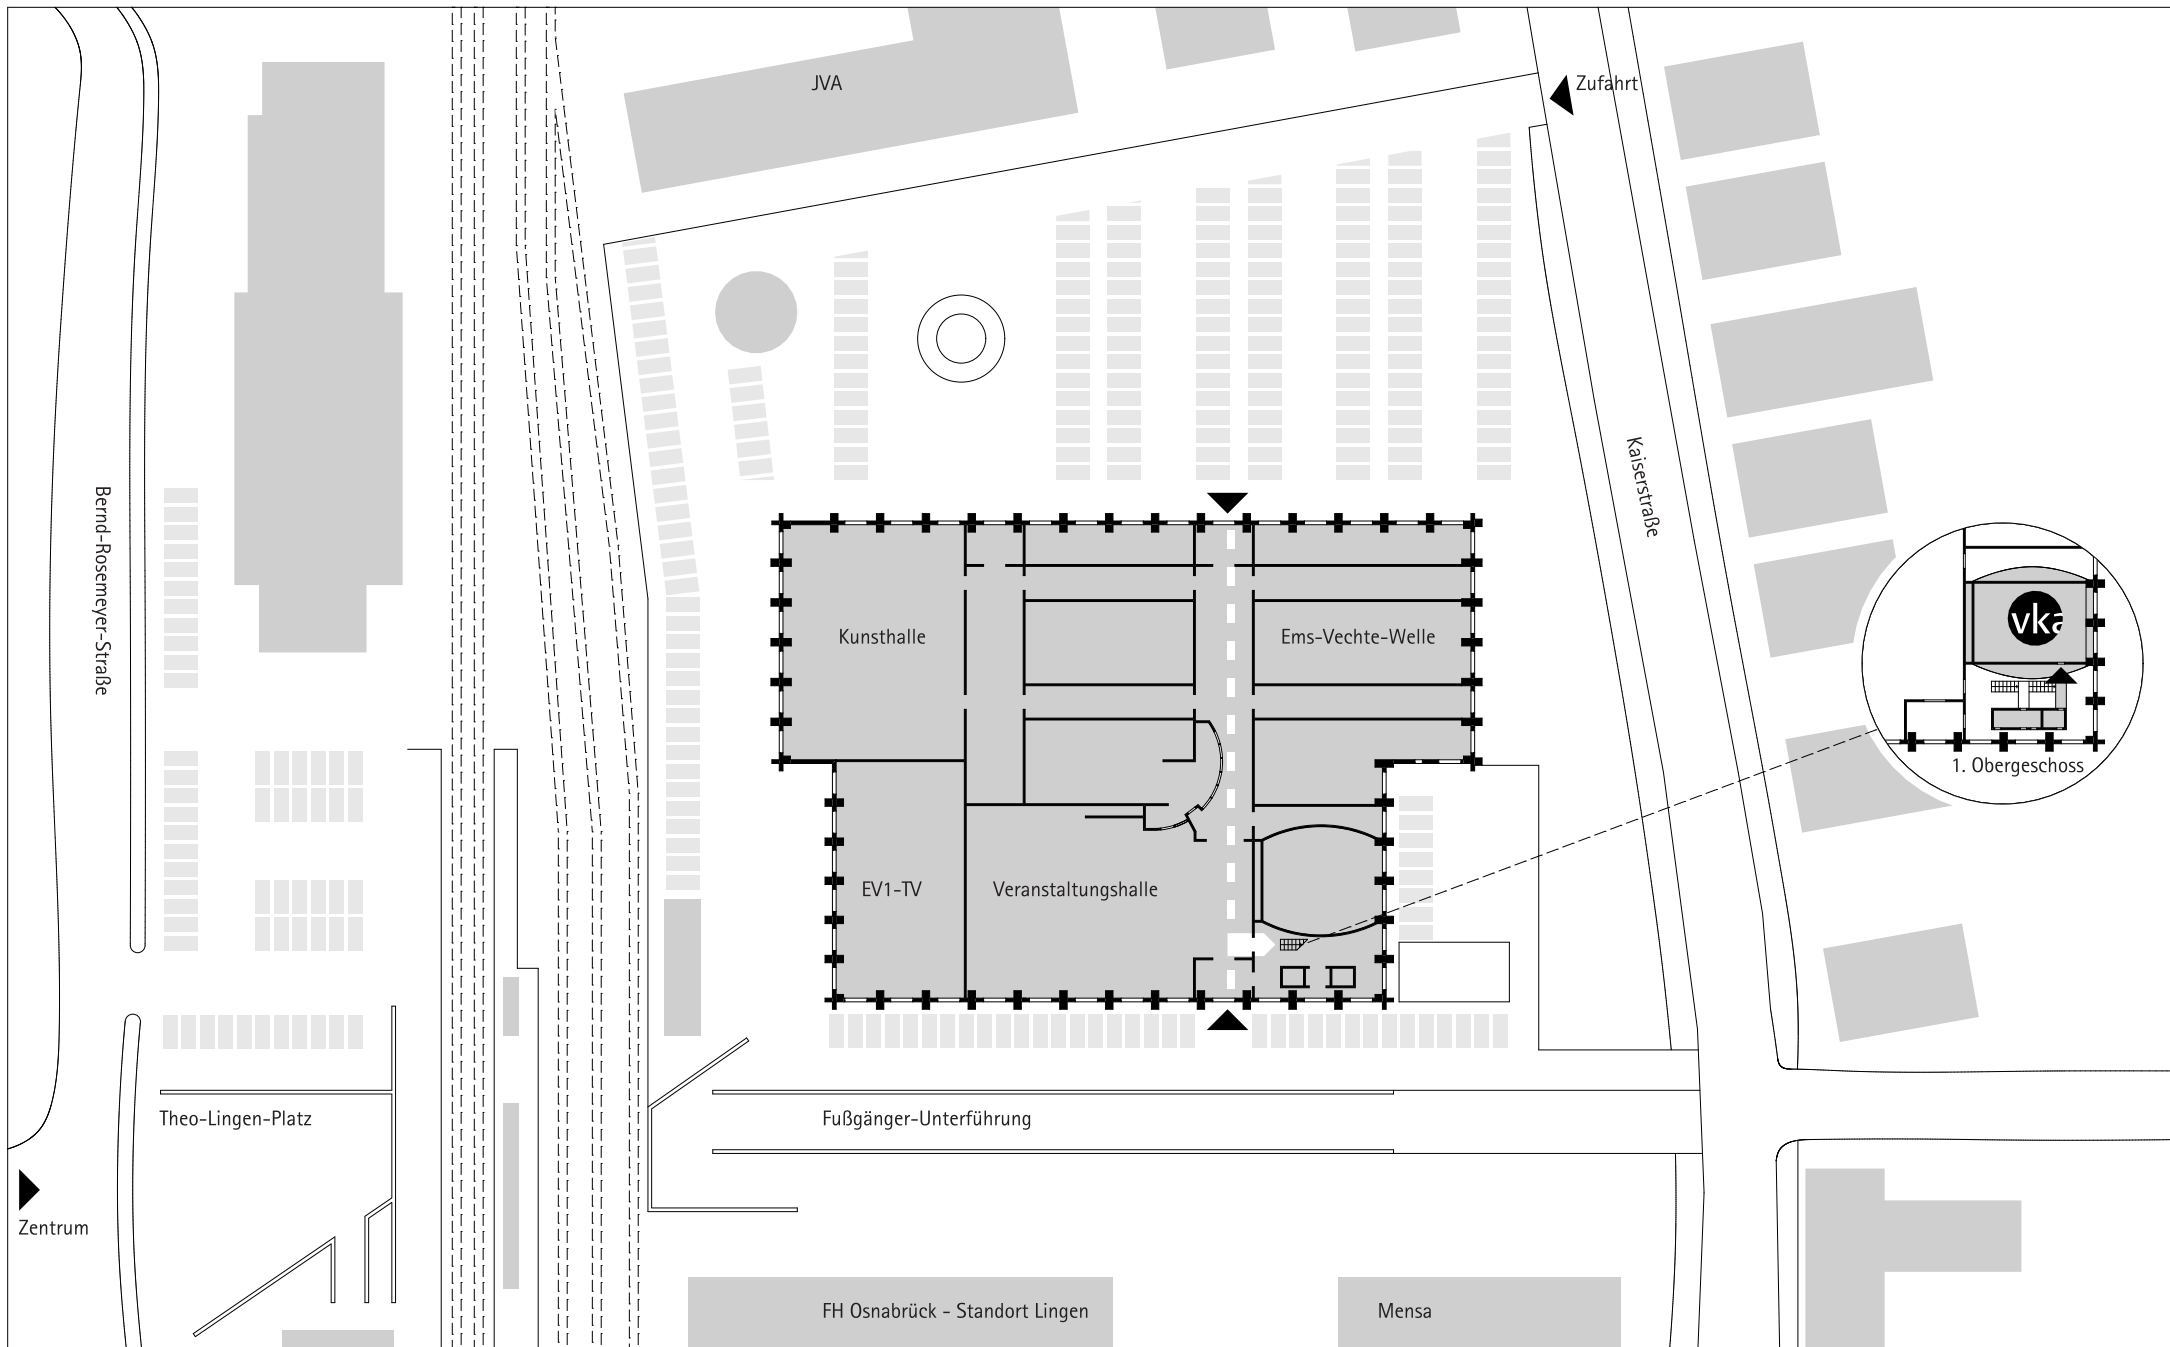 JVA
Zufahrt
Bernd-Rosemeyer-Straße
Kaiserstraße
Kunsthalle
Ems-Vechte-Welle
vka
1. Obergeschoss
EV1-TV
Veranstaltungshalle
Theo-Lingen-Platz
Fußgänger-Unterführung
Zentrum
FH Osnabrück - Standort Lingen
Mensa